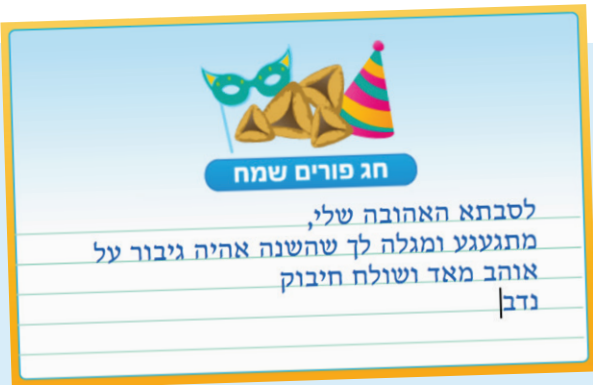 חג פורים שמח
לסבתא האהובה שלי,
מתגעגע ומגלה לך שהשנה אהיה גיבור על
אוהב מאד ושולח חיבוק
נדב